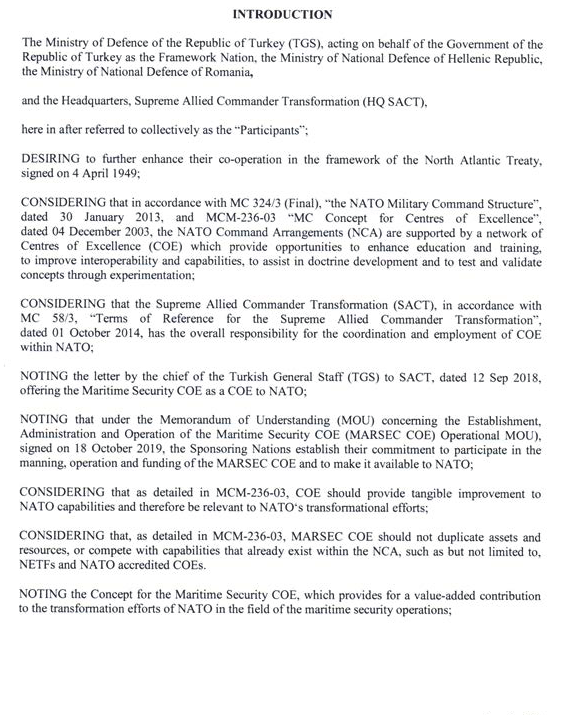 INTRODUCTION
The Ministry of Defence of the Republic of Turkey (TGS), acting on behalf of the Government of the
Republic of Turkey as the Framework Nation, the Ministry of National Defence of Hellenic Republic,
the Ministry of National Defence of Romania,
and the Headquarters, Supreme Allied Commander Transformation (HQ SACT),
here in after referred to collectively as the “Participants”;
DESIRING to further enhance their co-operation in the framework of the North Atlantic Treaty,
signed on 4 April 1949;
CONSIDERING that in accordance with MC 324/3 (Final), “the NATO Military Command Structure”,
dated 30 January 2013, and MCM-236-03 “MC Concept for Centres of Excellence”,
dated 04 December 2003, the NATO Command Arrangements (NCA) are supported by a network of
Centres of Excellence (COE) which provide opportunities to enhance education and training,
to improve interoperability and capabilities, to assist in doctrine development and to test and validate
concepts through experimentation;
CONSIDERING that the Supreme Allied Commander Transformation (SACT), in accordance with
MC 58/3, “Terms of Reference for the Supreme Allied Commander Transformation”,
dated 01 October 2014, has the overall responsibility for the coordination and employment of COE
within NATO;
NOTING the letter by the chief of the Turkish General Staff (TGS) to SACT, dated 12 Sep 2018,
offering the Maritime Security COE as a COE to NATO;
NOTING that under the Memorandum of Understanding (MOU) concerning the Establishment,
Administration and Operation of the Maritime Security COE (MARSEC COE) Operational MOU),
signed on 18 October 2019, the Sponsoring Nations establish their commitment to participate in the
manning, operation and funding of the MARSEC COE and to make it available to NATO;
CONSIDERING that as detailed in MCM-236-03, COE should provide tangible improvement to
NATO capabilities and therefore be relevant to NATO‘s transformational efforts;
CONSIDERING that, as detailed in MCM-236-03, MARSEC COE should not duplicate assets and
resources, or compete with capabilities that already exist within the NCA, such as but not limited to,
NETFs and NATO accredited COEs.
NOTING the Concept for the Maritime Security COE, which provides for a value-added contribution
to the transformation efforts of NATO in the field of the maritime security operations;